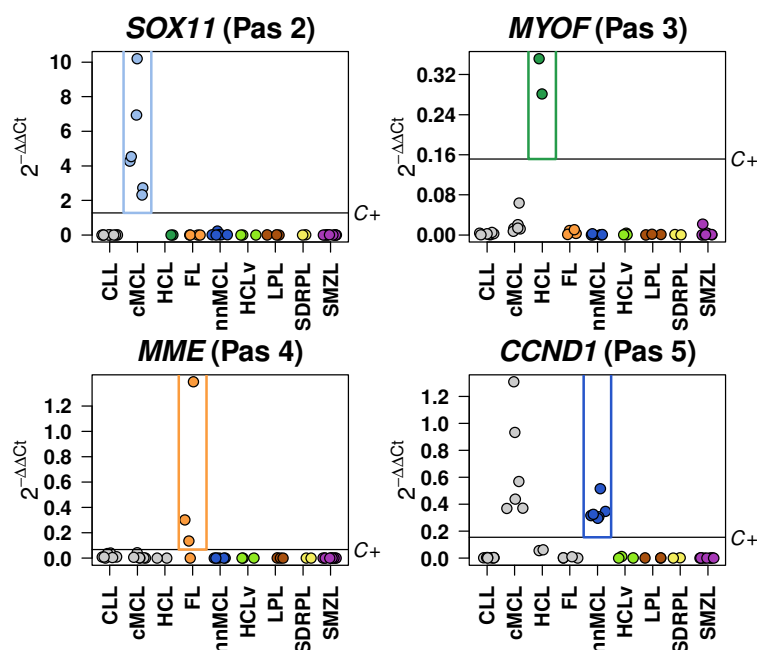 SOX11 (Pas 2)
2^−ΔΔCt
10
8
6
4
2
0
C+
CLL
cMCL
HCL
FL
nnMCL
HCLv
LPL
SDRPL
SMZL
MYOF (Pas 3)
2^−ΔΔCt
0.32
0.24
0.16
0.08
0.00
C+
CLL
cMCL
HCL
FL
nnMCL
HCLv
LPL
SDRPL
SMZL
MME (Pas 4)
2^−ΔΔCt
1.2
1.0
0.8
0.6
0.4
0.2
0.0
C+
CLL
cMCL
HCL
FL
nnMCL
HCLv
LPL
SDRPL
SMZL
CCND1 (Pas 5)
2^−ΔΔCt
1.2
1.0
0.8
0.6
0.4
0.2
0.0
C+
CLL
cMCL
HCL
FL
nnMCL
HCLv
LPL
SDRPL
SMZL